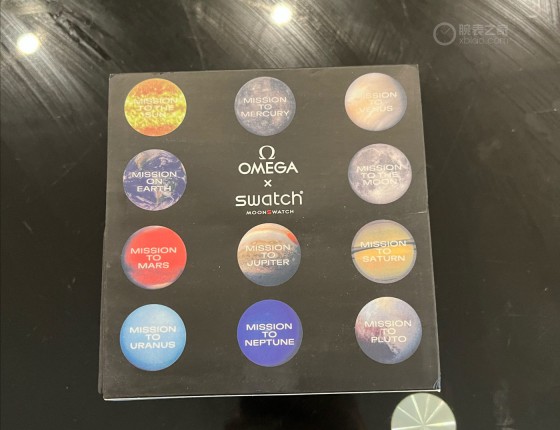 腕表之家
xbiao.com
MISSION
TO THE
SUN
MISSION
TO
MERCURY
MISSION
TO
VENUS
MISSION
ON
EARTH
Ω
OMEGA
×
swatch®
MOONSWATCH
MISSION
TO THE
MOON
MISSION
TO
MARS
MISSION
TO
JUPITER
MISSION
TO
SATURN
MISSION
TO
URANUS
MISSION
TO
NEPTUNE
MISSION
TO
PLUTO